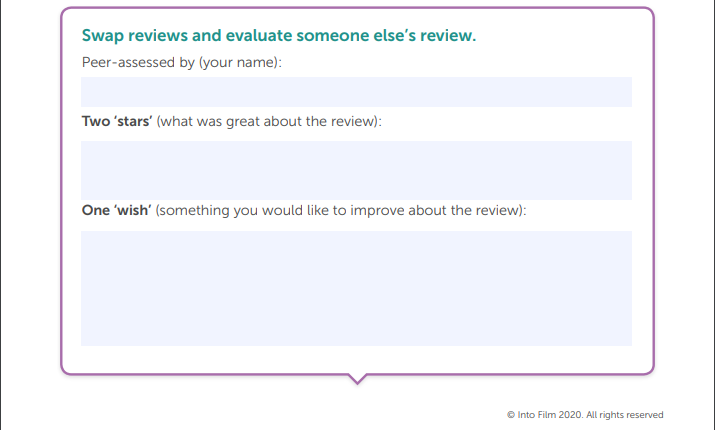 Swap reviews and evaluate someone else’s review.
Peer-assessed by (your name):
Two ‘stars’ (what was great about the review):
One ‘wish’ (something you would like to improve about the review):
© Into Film 2020. All rights reserved